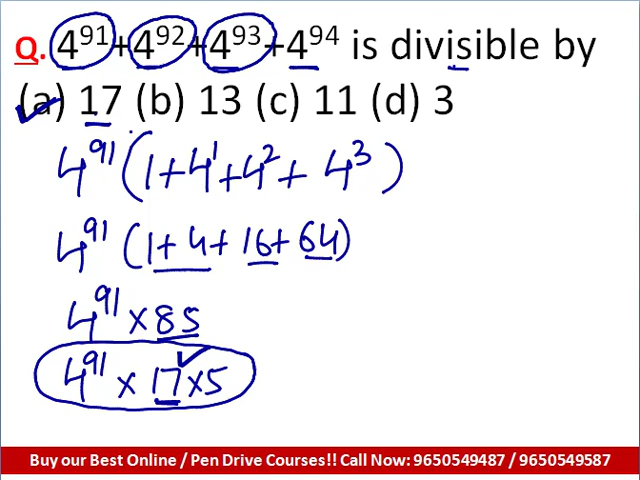 Q. 4⁹¹+4⁹²+4⁹³+4⁹⁴ is divisible by
(a) 17 (b) 13 (c) 11 (d) 3
4⁹¹ (1+4¹+4²+ 4³)
4⁹¹ (1+4+16+64)
4⁹¹ ×85
4⁹¹ × 17×5
Buy our Best Online / Pen Drive Courses!! Call Now: 9650549487 / 9650549587